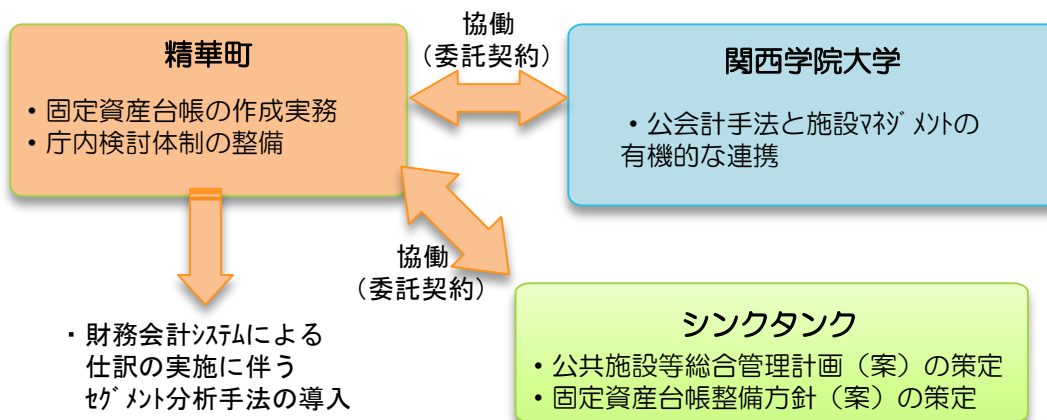 精華町
・固定資産台帳の作成実務
・庁内検討体制の整備
協働
（委託契約）
関西学院大学
・公会計手法と施設ﾏﾈｼﾞﾒﾝﾄの
有機的な連携
協働
（委託契約）
シンクタンク
・公共施設等総合管理計画（案）の策定
・固定資産台帳整備方針（案）の策定
・財務会計ｼｽﾃﾑによる
仕訳の実施に伴う
ｾｸﾞﾒﾝﾄ分析手法の導入